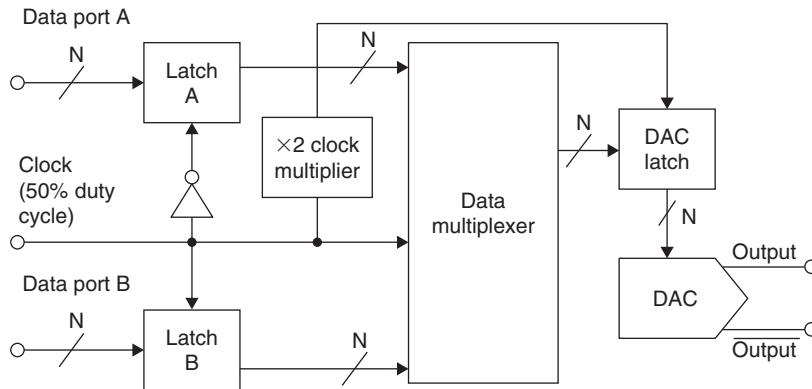 Data port A
N
Latch
A
N
×2 clock
multiplier
Clock
(50% duty
cycle)
Data
multiplexer
N
DAC
latch
N
Data port B
N
Latch
B
N
DAC
Output
Output